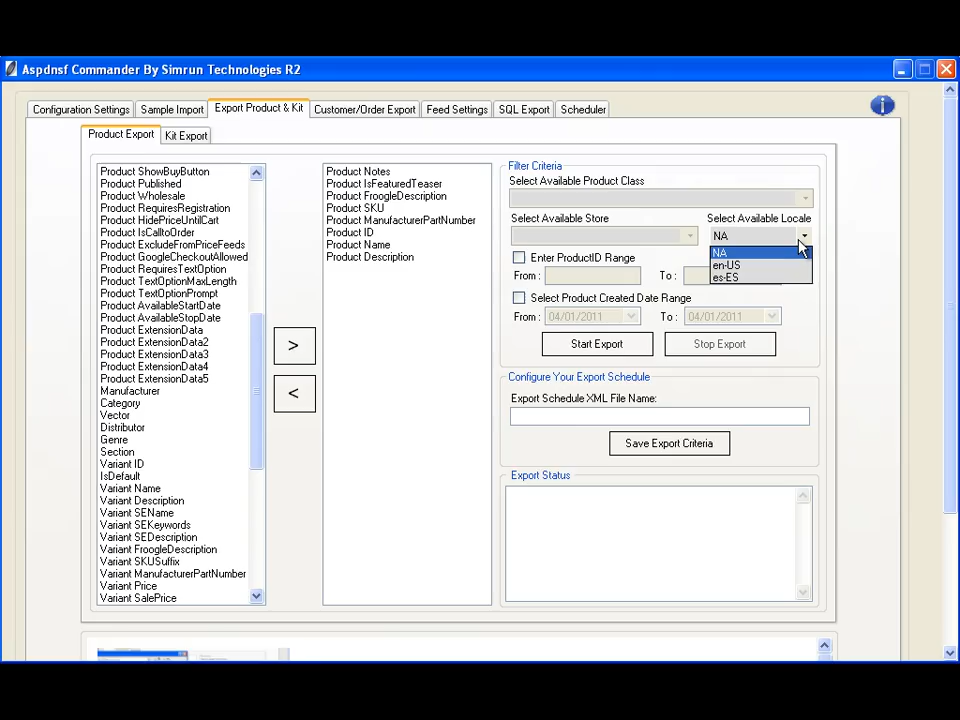 Aspdnsf Commander By Simrun Technologies R2
Configuration Settings
Sample Import
Export Product & Kit
Customer/Order Export
Feed Settings
SQL Export
Scheduler
Product Export
Kit Export
Product ShowBuyButton
Product Published
Product Wholesale
Product RequiresRegistration
Product HidePriceUntilCart
Product IsCalltoOrder
Product ExcludeFromPriceFeeds
Product GoogleCheckoutAllowed
Product RequiresTextOption
Product TextOptionMaxLength
Product TextOptionPrompt
Product AvailableStartDate
Product AvailableStopDate
Product ExtensionData
Product ExtensionData2
Product ExtensionData3
Product ExtensionData4
Product ExtensionData5
Manufacturer
Category
Vector
Distributor
Genre
Section
Variant ID
IsDefault
Variant Name
Variant Description
Variant SEName
Variant SEKeywords
Variant SEDescription
Variant FroogleDescription
Variant SKUSuffix
Variant ManufacturerPartNumber
Variant Price
Variant SalePrice
>
<
Product Notes
Product IsFeaturedTeaser
Product FroogleDescription
Product SKU
Product ManufacturerPartNumber
Product ID
Product Name
Product Description
Filter Criteria
Select Available Product Class
Select Available Store
Select Available Locale
NA
NA
en-US
es-ES
Enter ProductID Range
From :
To :
Select Product Created Date Range
From : 04/01/2011
To : 04/01/2011
Start Export
Stop Export
Configure Your Export Schedule
Export Schedule XML File Name:
Save Export Criteria
Export Status